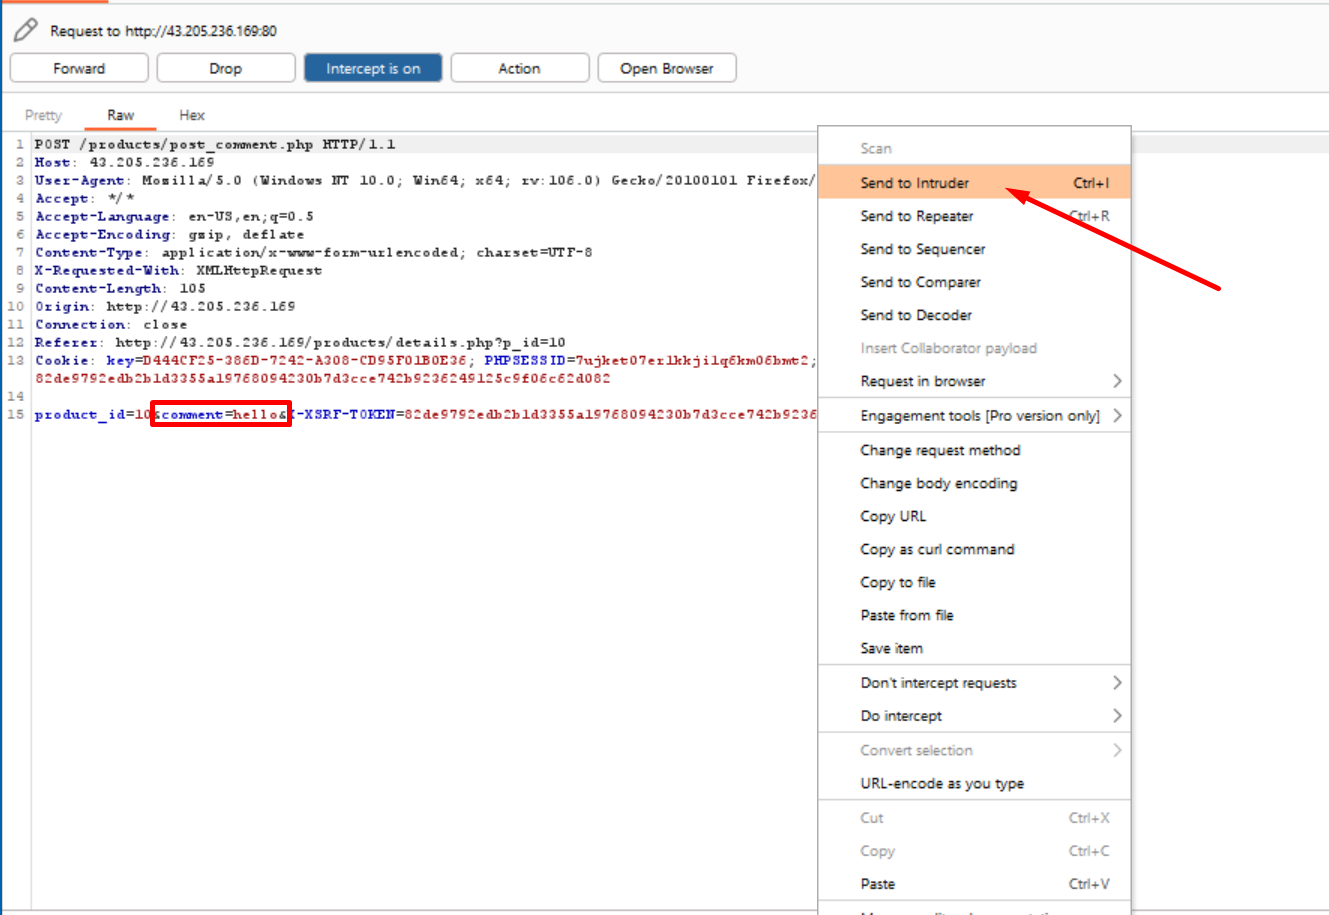 Request to http://43.205.236.169:80
Forward
Drop
Intercept is on
Action
Open Browser
Pretty
Raw
Hex
1 POST /products/post_comment.php HTTP/1.1
2 Host: 43.205.236.169
3 User-Agent: Mozilla/5.0 (Windows NT 10.0; Win64; x64; rv:106.0) Gecko/20100101 Firefox/
4 Accept: */*
5 Accept-Language: en-US,en;q=0.5
6 Accept-Encoding: gzip, deflate
7 Content-Type: application/x-www-form-urlencoded; charset=UTF-8
8 X-Requested-With: XMLHttpRequest
9 Content-Length: 105
10 Origin: http://43.205.236.169
11 Connection: close
12 Referer: http://43.205.236.169/products/details.php?p_id=10
13 Cookie: key=D444CF25-386D-7242-A308-CD95F01B0E36; PHPSESSID=7ujket07er1kkji1q6km06bmt2;
82de9792edb2b1d3355a19768094230b7d3cce742b9236249125c9f06c62d082
14
15 product_id=10&comment=hello&X-XSRF-TOKEN=82de9792edb2b1d3355a19768094230b7d3cce742b9236
Scan
Send to Intruder Ctrl+I
Send to Repeater Ctrl+R
Send to Sequencer
Send to Comparer
Send to Decoder
Insert Collaborator payload
Request in browser
Engagement tools [Pro version only]
Change request method
Change body encoding
Copy URL
Copy as curl command
Copy to file
Paste from file
Save item
Don't intercept requests
Do intercept
Convert selection
URL-encode as you type
Cut Ctrl+X
Copy Ctrl+C
Paste Ctrl+V